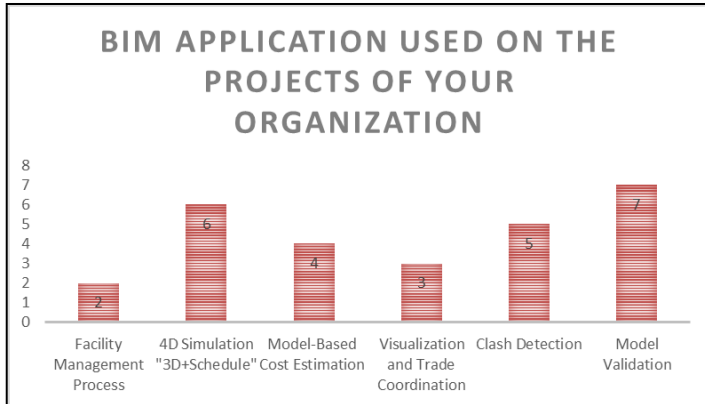 BIM APPLICATION USED ON THE
PROJECTS OF YOUR
ORGANIZATION
8
7
6
5
4
3
2
1
0
2
6
4
3
5
7
Facility
Management
Process
4D Simulation
"3D+Schedule"
Model-Based
Cost Estimation
Visualization
and Trade
Coordination
Clash Detection
Model
Validation